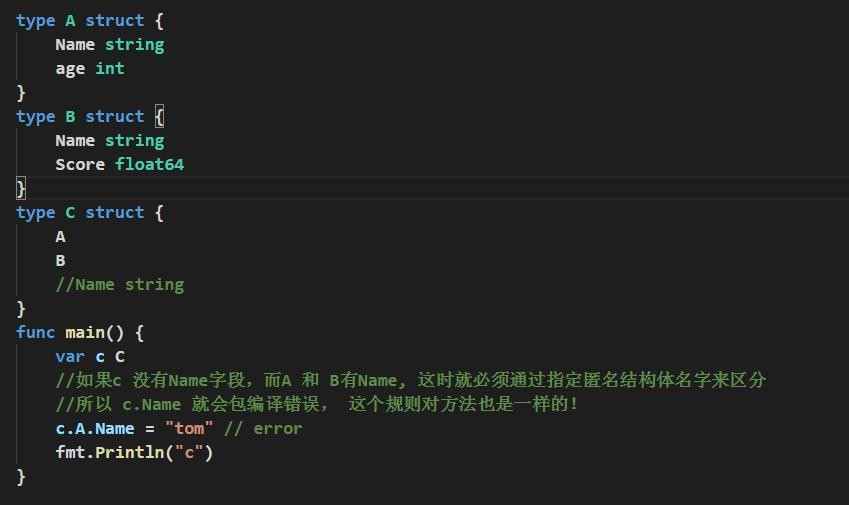 type A struct {
    Name string
    age int
}
type B struct {
    Name string
    Score float64
}
type C struct {
    A
    B
    //Name string
}
func main() {
    var c C
    //如果c 没有Name字段,而A 和 B有Name, 这时就必须通过指定匿名结构体名字来区分
    //所以 c.Name 就会包编译错误, 这个规则对方法也是一样的!
    c.A.Name = "tom" // error
    fmt.Println("c")
}